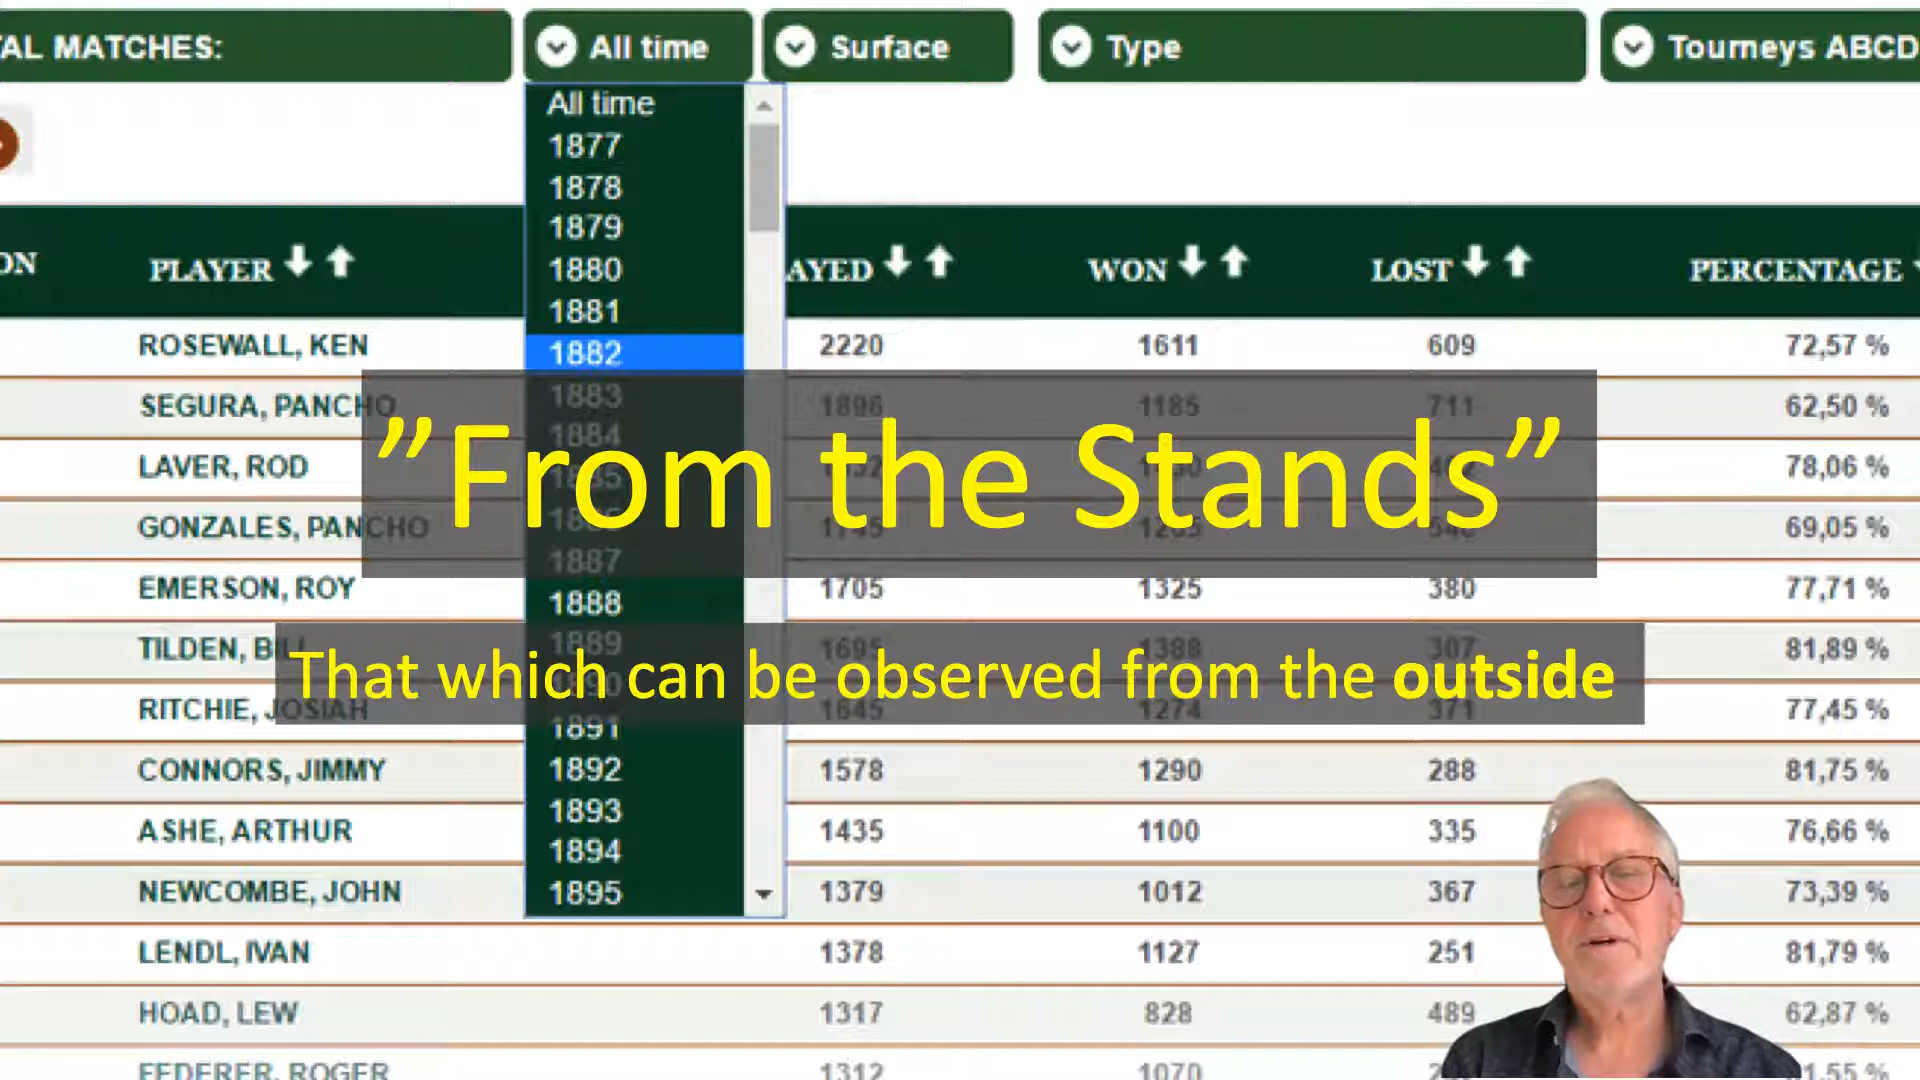 AL MATCHES:
All time
Surface
Type
Tourneys ABCD
All time
1877
1878
1879
1880
1881
1882
1883
1884
1887
1888
1889
1891
1892
1893
1894
1895
ON PLAYER AYED WON LOST PERCENTAGE
ROSEWALL, KEN 2220 1611 609 72,57 %
SEGURA, PANCHO 1896 1185 711 62,50 %
LAVER, ROD 78,06 %
GONZALES, PANCHO 1745 69,05 %
EMERSON, ROY 1705 1325 380 77,71 %
TILDEN, BILL 1695 1388 307 81,89 %
RITCHIE, JOSIAH 1645 1274 371 77,45 %
CONNORS, JIMMY 1578 1290 288 81,75 %
ASHE, ARTHUR 1435 1100 335 76,66 %
NEWCOMBE, JOHN 1379 1012 367 73,39 %
LENDL, IVAN 1378 1127 251 81,79 %
HOAD, LEW 1317 828 489 62,87 %
FEDERER, ROGER 1312 1070 1,55 %
”From the Stands”
That which can be observed from the outside